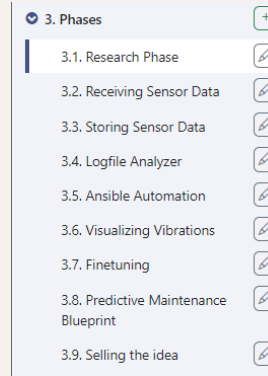 3. Phases
3.1. Research Phase
3.2. Receiving Sensor Data
3.3. Storing Sensor Data
3.4. Logfile Analyzer
3.5. Ansible Automation
3.6. Visualizing Vibrations
3.7. Finetuning
3.8. Predictive Maintenance
Blueprint
3.9. Selling the idea